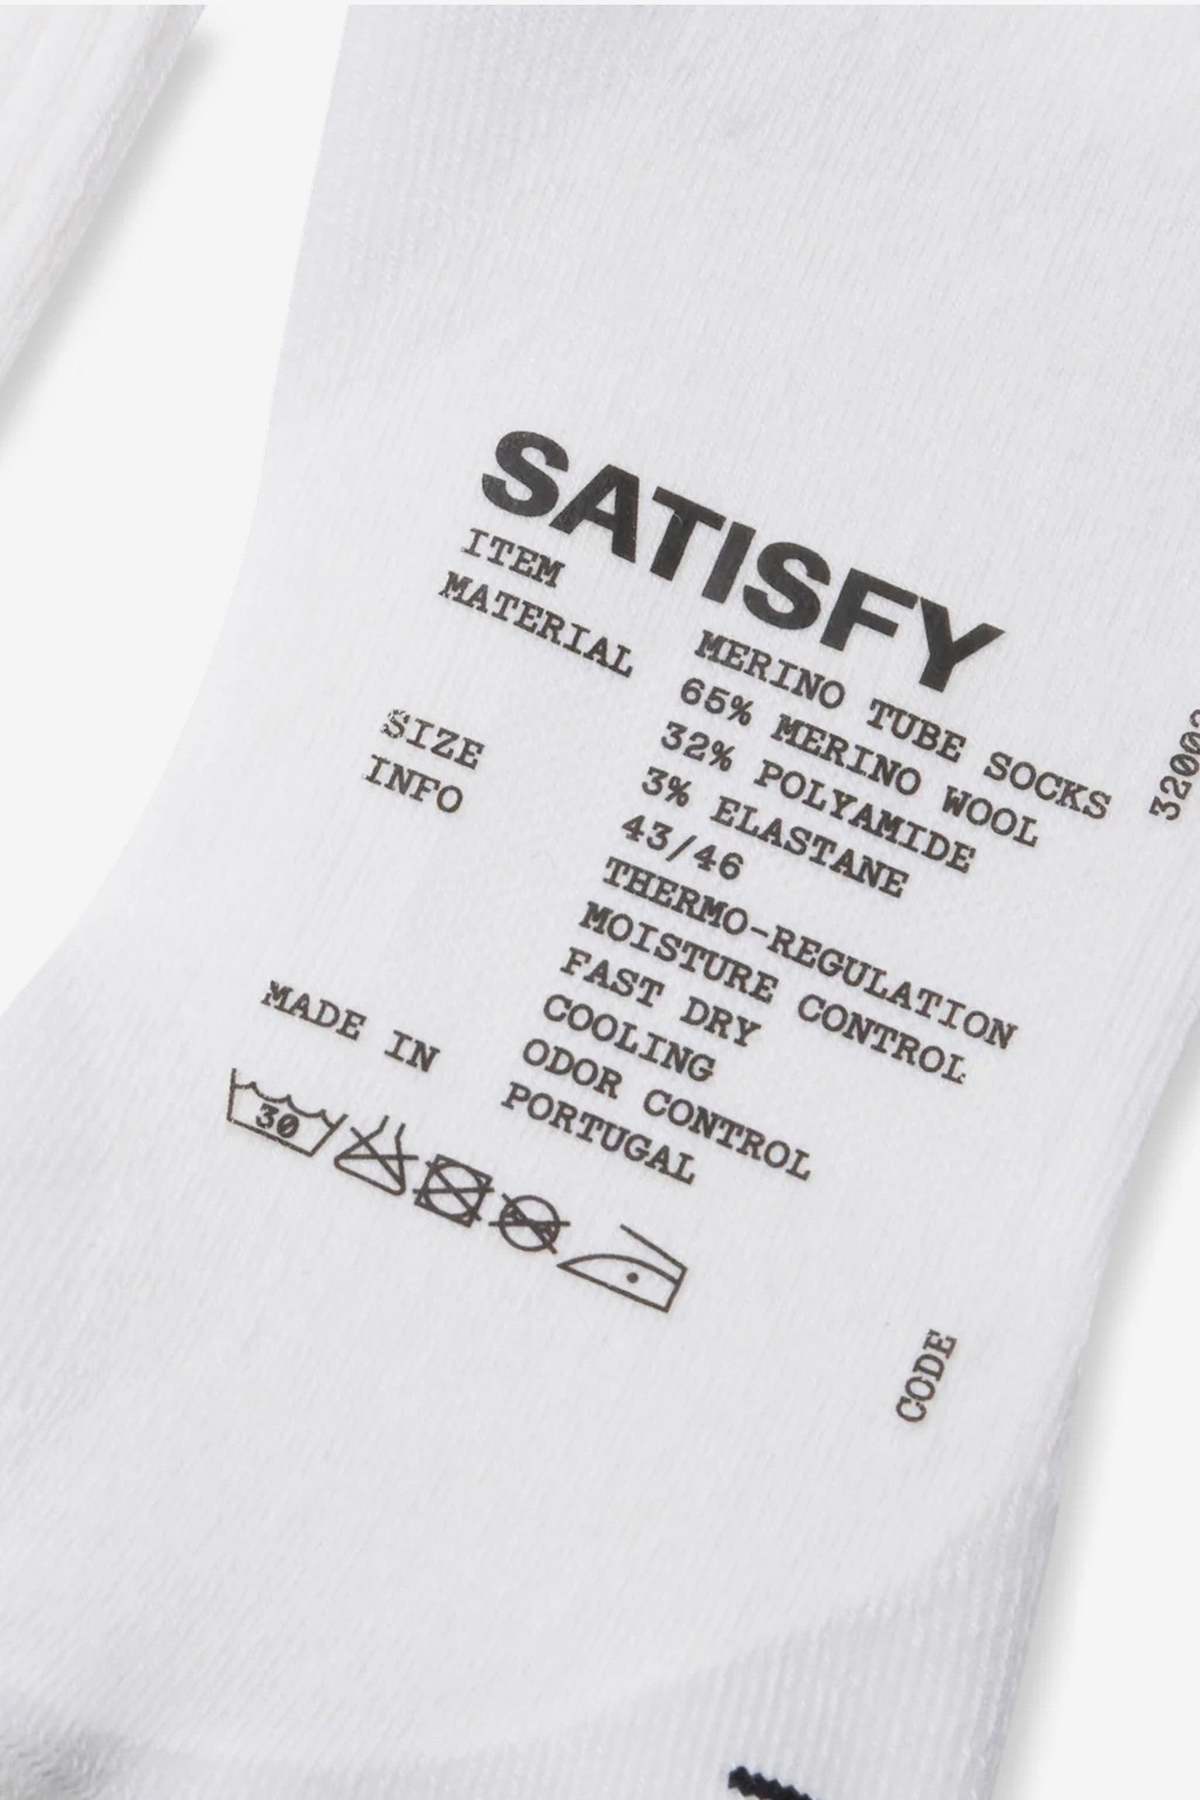 SATISFY
ITEM MERINO TUBE SOCKS
MATERIAL 65% MERINO WOOL
32% POLYAMIDE
3% ELASTANE
SIZE 43/46
INFO THERMO-REGULATION
MOISTURE CONTROL
FAST DRY
COOLING
ODOR CONTROL
MADE IN PORTUGAL
30
CODE